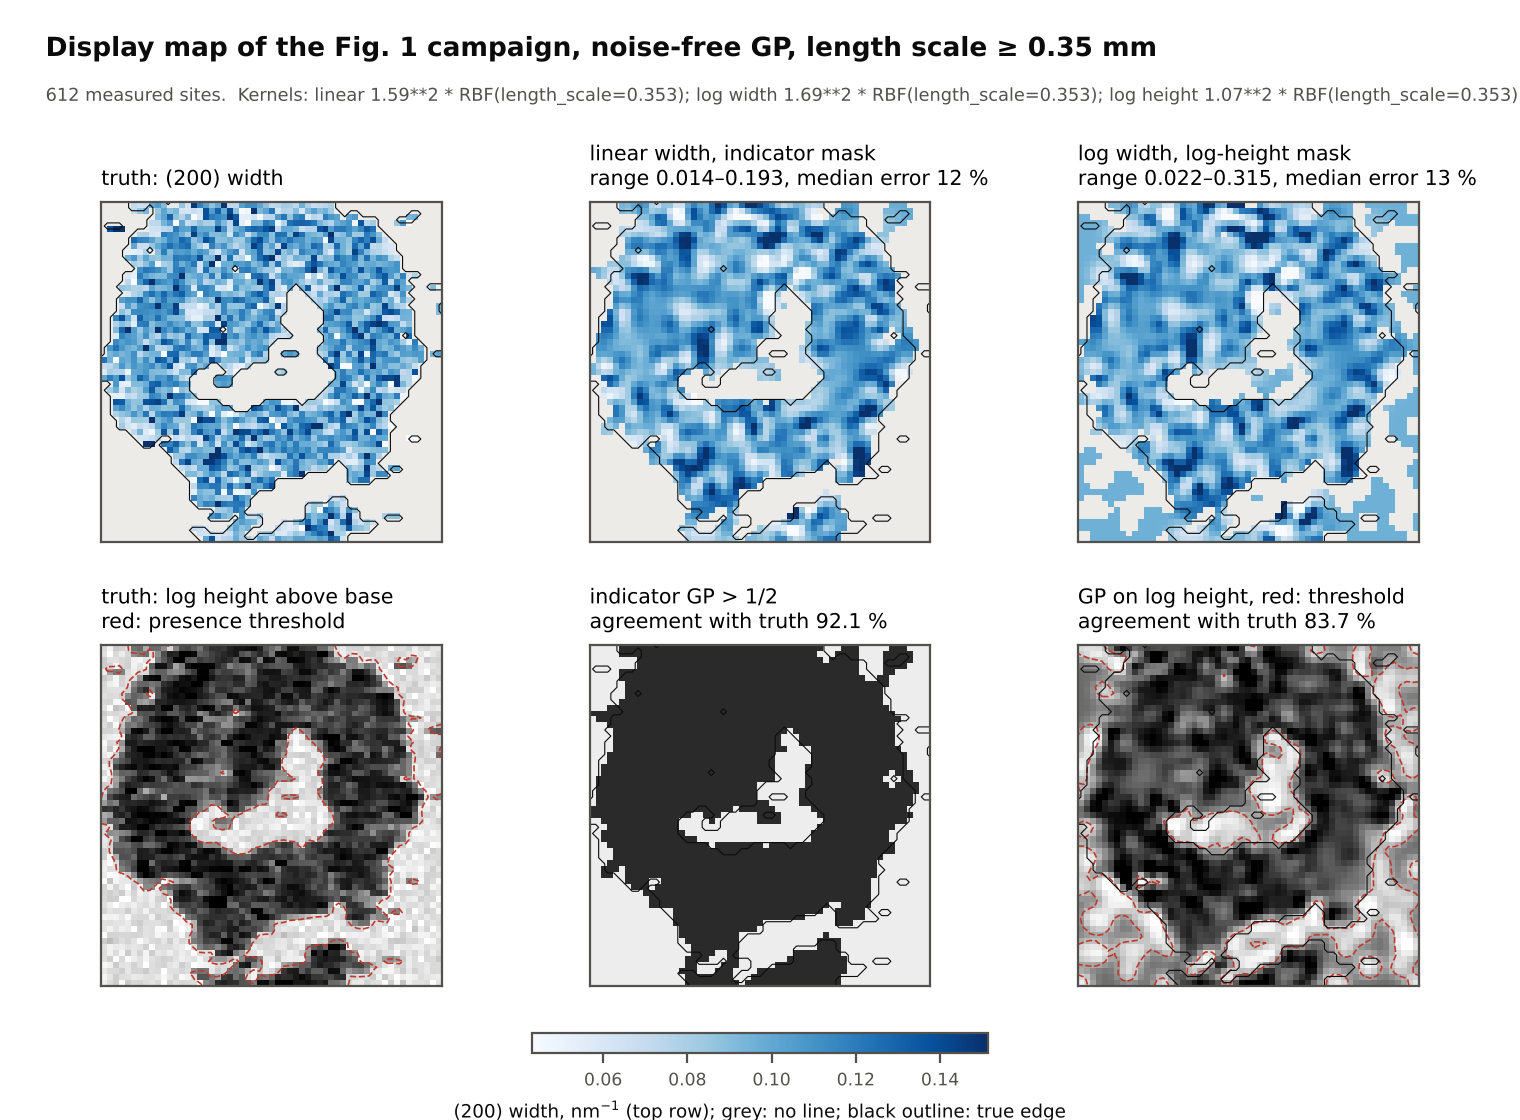 Display map of the Fig. 1 campaign, noise-free GP, length scale ≥ 0.35 mm
612 measured sites.  Kernels: linear 1.59**2 * RBF(length_scale=0.353); log width 1.69**2 * RBF(length_scale=0.353); log height 1.07**2 * RBF(length_scale=0.353)
truth: (200) width
linear width, indicator mask
range 0.014–0.193, median error 12 %
log width, log-height mask
range 0.022–0.315, median error 13 %
truth: log height above base
red: presence threshold
indicator GP > 1/2
agreement with truth 92.1 %
GP on log height, red: threshold
agreement with truth 83.7 %
0.06 0.08 0.10 0.12 0.14
(200) width, nm⁻¹ (top row); grey: no line; black outline: true edge